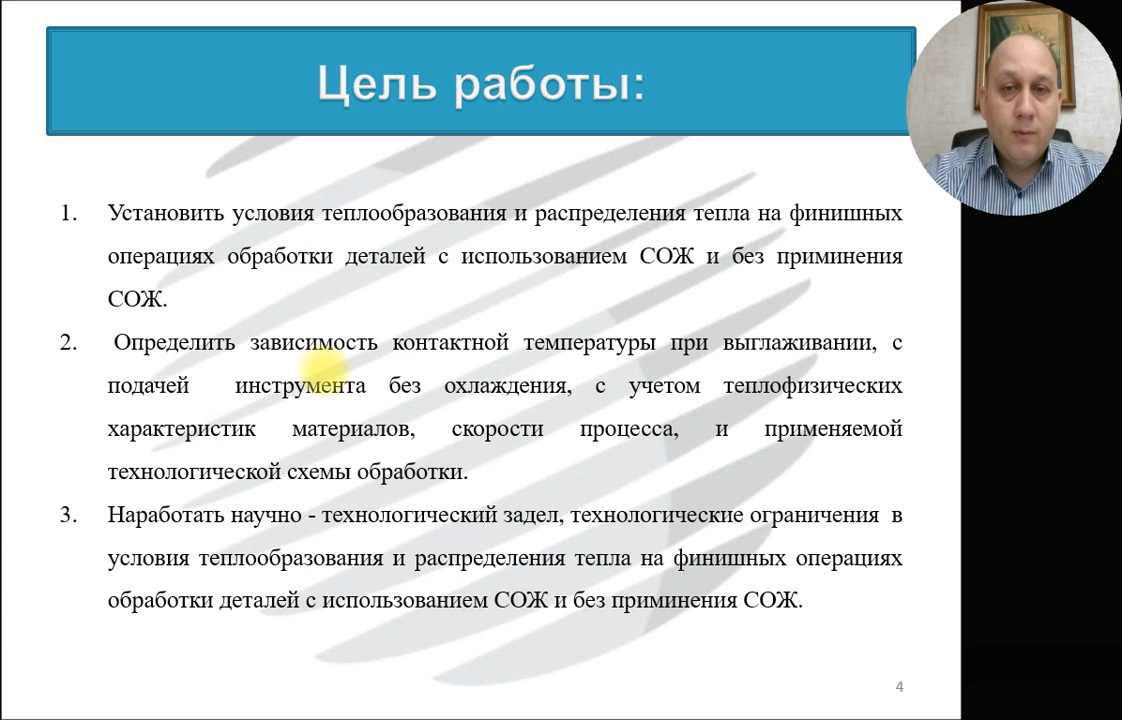 Цель работы:
1. Установить условия теплообразования и распределения тепла на финишных
операциях обработки деталей с использованием СОЖ и без приминения
СОЖ.
2. Определить зависимость контактной температуры при выглаживании, с
подачей инструмента без охлаждения, с учетом теплофизических
характеристик материалов, скорости процесса, и применяемой
технологической схемы обработки.
3. Наработать научно - технологический задел, технологические ограничения в
условия теплообразования и распределения тепла на финишных операциях
обработки деталей с использованием СОЖ и без приминения СОЖ.
4